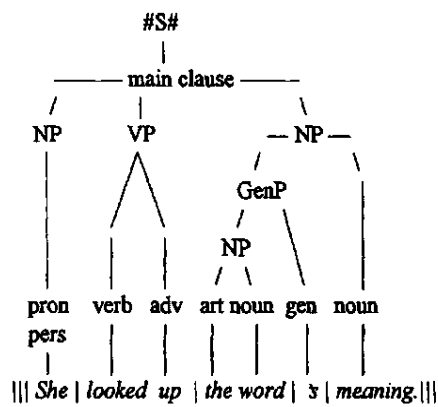 #S#
main clause
NP VP NP
GenP
NP
pron verb adv art noun gen noun
pers
||| She | looked up | the word | 's | meaning. |||